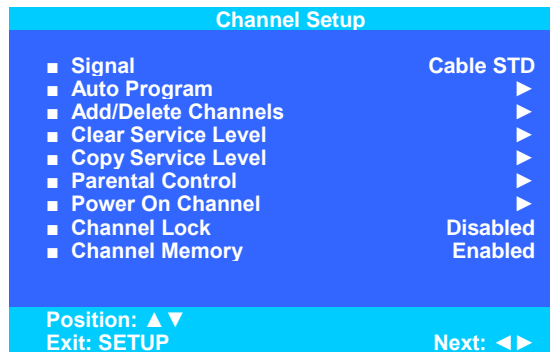 Channel Setup
■ Signal Cable STD
■ Auto Program ►
■ Add/Delete Channels ►
■ Clear Service Level ►
■ Copy Service Level ►
■ Parental Control ►
■ Power On Channel ►
■ Channel Lock Disabled
■ Channel Memory Enabled
Position: ▲▼
Exit: SETUP Next: ◄►